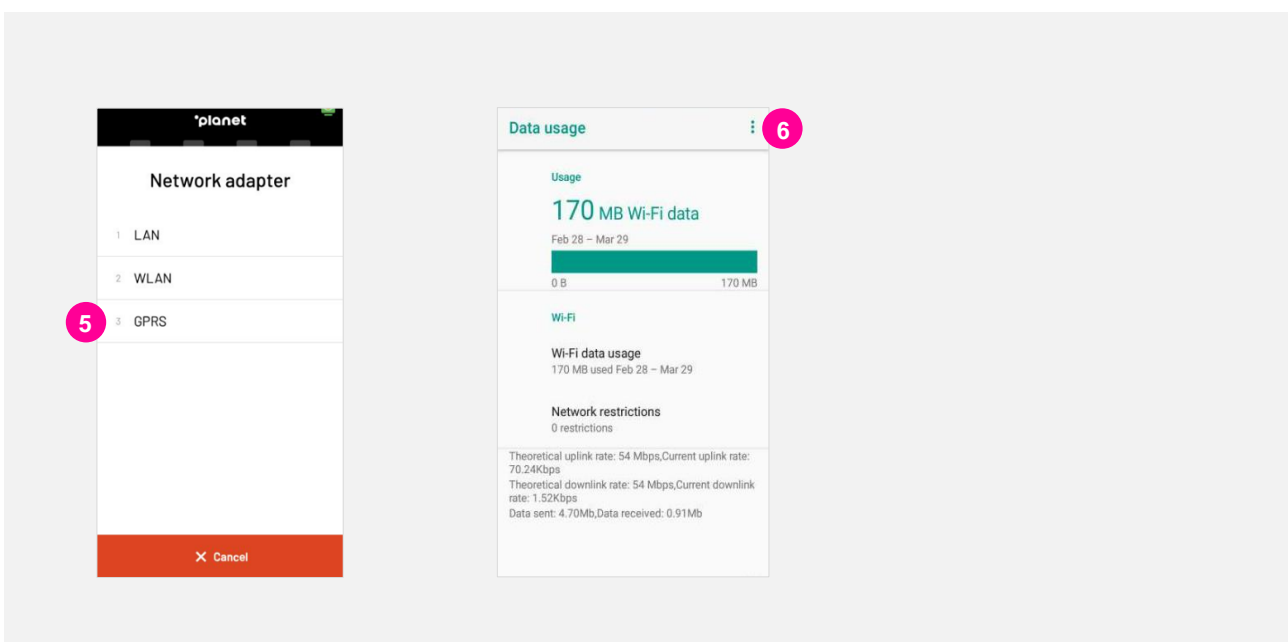 planet
Network adapter
1 LAN
2 WLAN
5
3 GPRS
X Cancel
Data usage
6
Usage
170 MB Wi-Fi data
Feb 28 – Mar 29
0 B 170 MB
Wi-Fi
Wi-Fi data usage
170 MB used Feb 28 – Mar 29
Network restrictions
0 restrictions
Theoretical uplink rate: 54 Mbps,Current uplink rate:
70.24Kbps
Theoretical downlink rate: 54 Mbps,Current downlink
rate: 1.52Kbps
Data sent: 4.70Mb,Data received: 0.91Mb